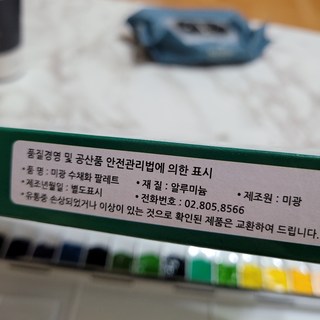 품질경영 및 공산품 안전관리법에 의한 표시
*품 명 : 미광 수채화 팔레트 *재 질 : 알루미늄 *제조원 : 미광
*제조년월일 : 별도표시 *전화번호 : 02.805.8566
*유통중 손상되었거나 이상이 있는 것으로 확인된 제품은 교환하여 드립니다.